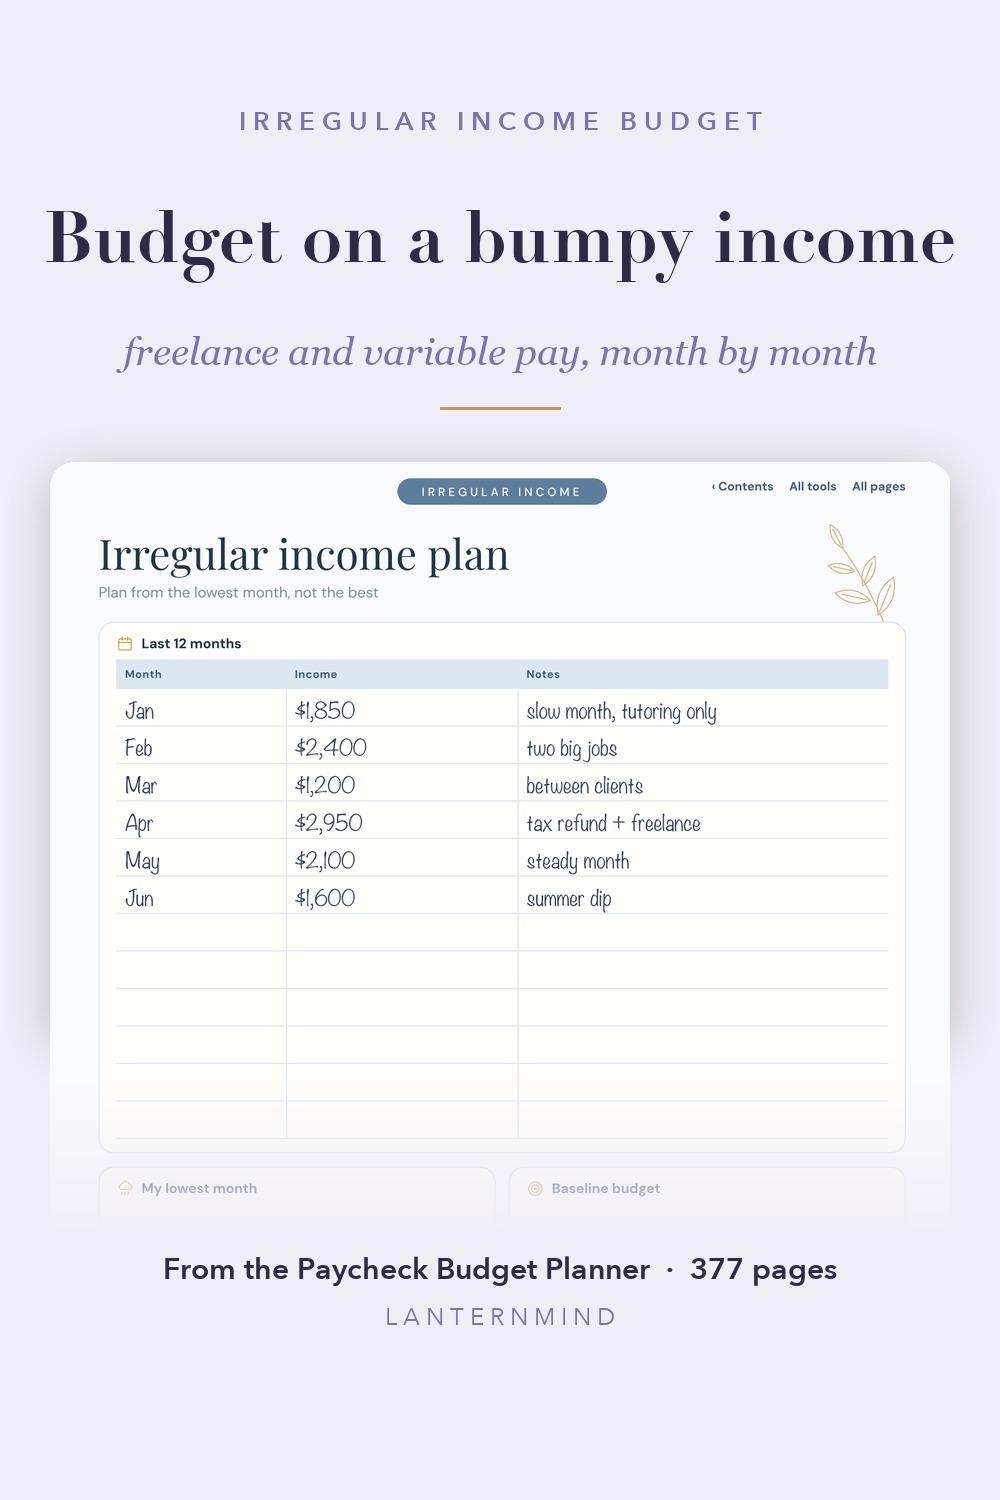 IRREGULAR INCOME BUDGET
Budget on a bumpy income
freelance and variable pay, month by month
IRREGULAR INCOME
‹ Contents All tools All pages
Irregular income plan
Plan from the lowest month, not the best
Last 12 months
Month Income Notes
Jan $1,850 slow month, tutoring only
Feb $2,400 two big jobs
Mar $1,200 between clients
Apr $2,950 tax refund + freelance
May $2,100 steady month
Jun $1,600 summer dip
My lowest month Baseline budget
From the Paycheck Budget Planner · 377 pages
LANTERNMIND